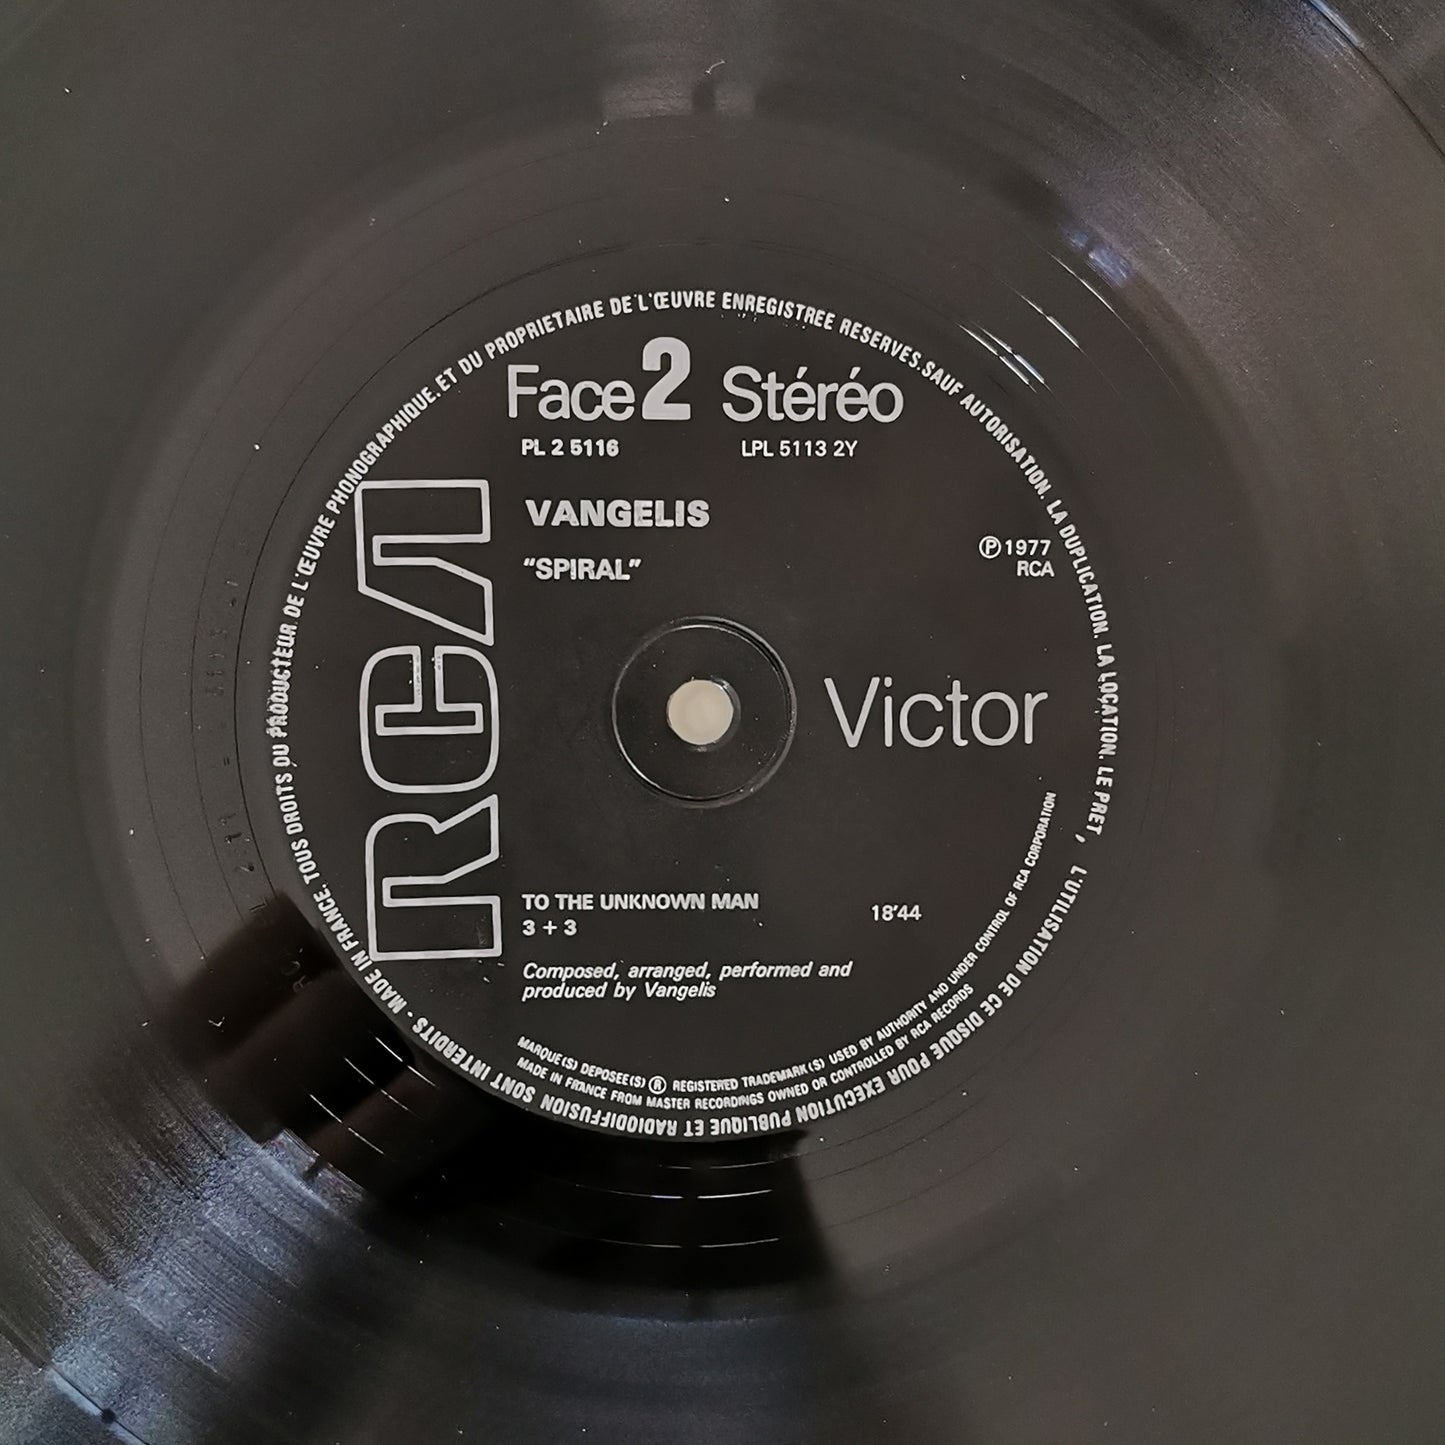 Face 2 Stéréo
PL 2 5116 LPL 5113 2Y
VANGELIS
"SPIRAL"
℗ 1977
RCA
RCA
Victor
TO THE UNKNOWN MAN
3 + 3
18'44
Composed, arranged, performed and
produced by Vangelis
MARQUE(S) DEPOSEE(S) ® REGISTERED TRADEMARK(S) USED BY AUTHORITY AND UNDER CONTROL OF RCA CORPORATION
MADE IN FRANCE FROM MASTER RECORDINGS OWNED OR CONTROLLED BY RCA RECORDS
MADE IN FRANCE. TOUS DROITS DU PRODUCTEUR DE L'ŒUVRE PHONOGRAPHIQUE. ET DU PROPRIETAIRE DE L'ŒUVRE ENREGISTREE RESERVES. SAUF AUTORISATION. LA DUPLICATION. LA LOCATION. LE PRET, L'UTILISATION DE CE DISQUE POUR EXECUTION PUBLIQUE ET RADIODIFFUSION SONT INTERDITS -